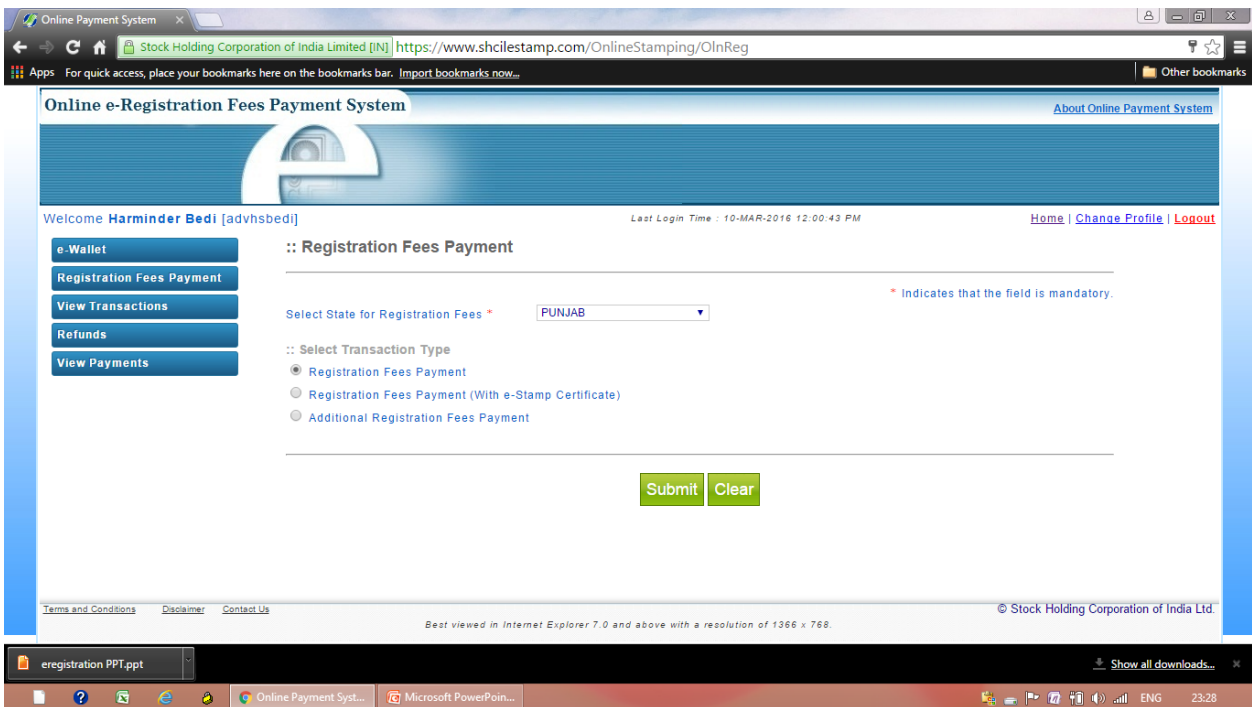 Online Payment System
Stock Holding Corporation of India Limited [IN] https://www.shcilestamp.com/OnlineStamping/OlnReg
Apps For quick access, place your bookmarks here on the bookmarks bar. Import bookmarks now... Other bookmarks
Online e-Registration Fees Payment System
About Online Payment System
Welcome Harminder Bedi [advhsbedi] Last Login Time : 10-MAR-2016 12:00:43 PM Home | Change Profile | Logout
e-Wallet
Registration Fees Payment
View Transactions
Refunds
View Payments
:: Registration Fees Payment
* Indicates that the field is mandatory.
Select State for Registration Fees * PUNJAB
:: Select Transaction Type
Registration Fees Payment
Registration Fees Payment (With e-Stamp Certificate)
Additional Registration Fees Payment
Submit Clear
Terms and Conditions Disclaimer Contact Us © Stock Holding Corporation of India Ltd.
Best viewed in Internet Explorer 7.0 and above with a resolution of 1366 x 768.
eregistration PPT.ppt Show all downloads...
Online Payment Syst... Microsoft PowerPoin... ENG 23:28